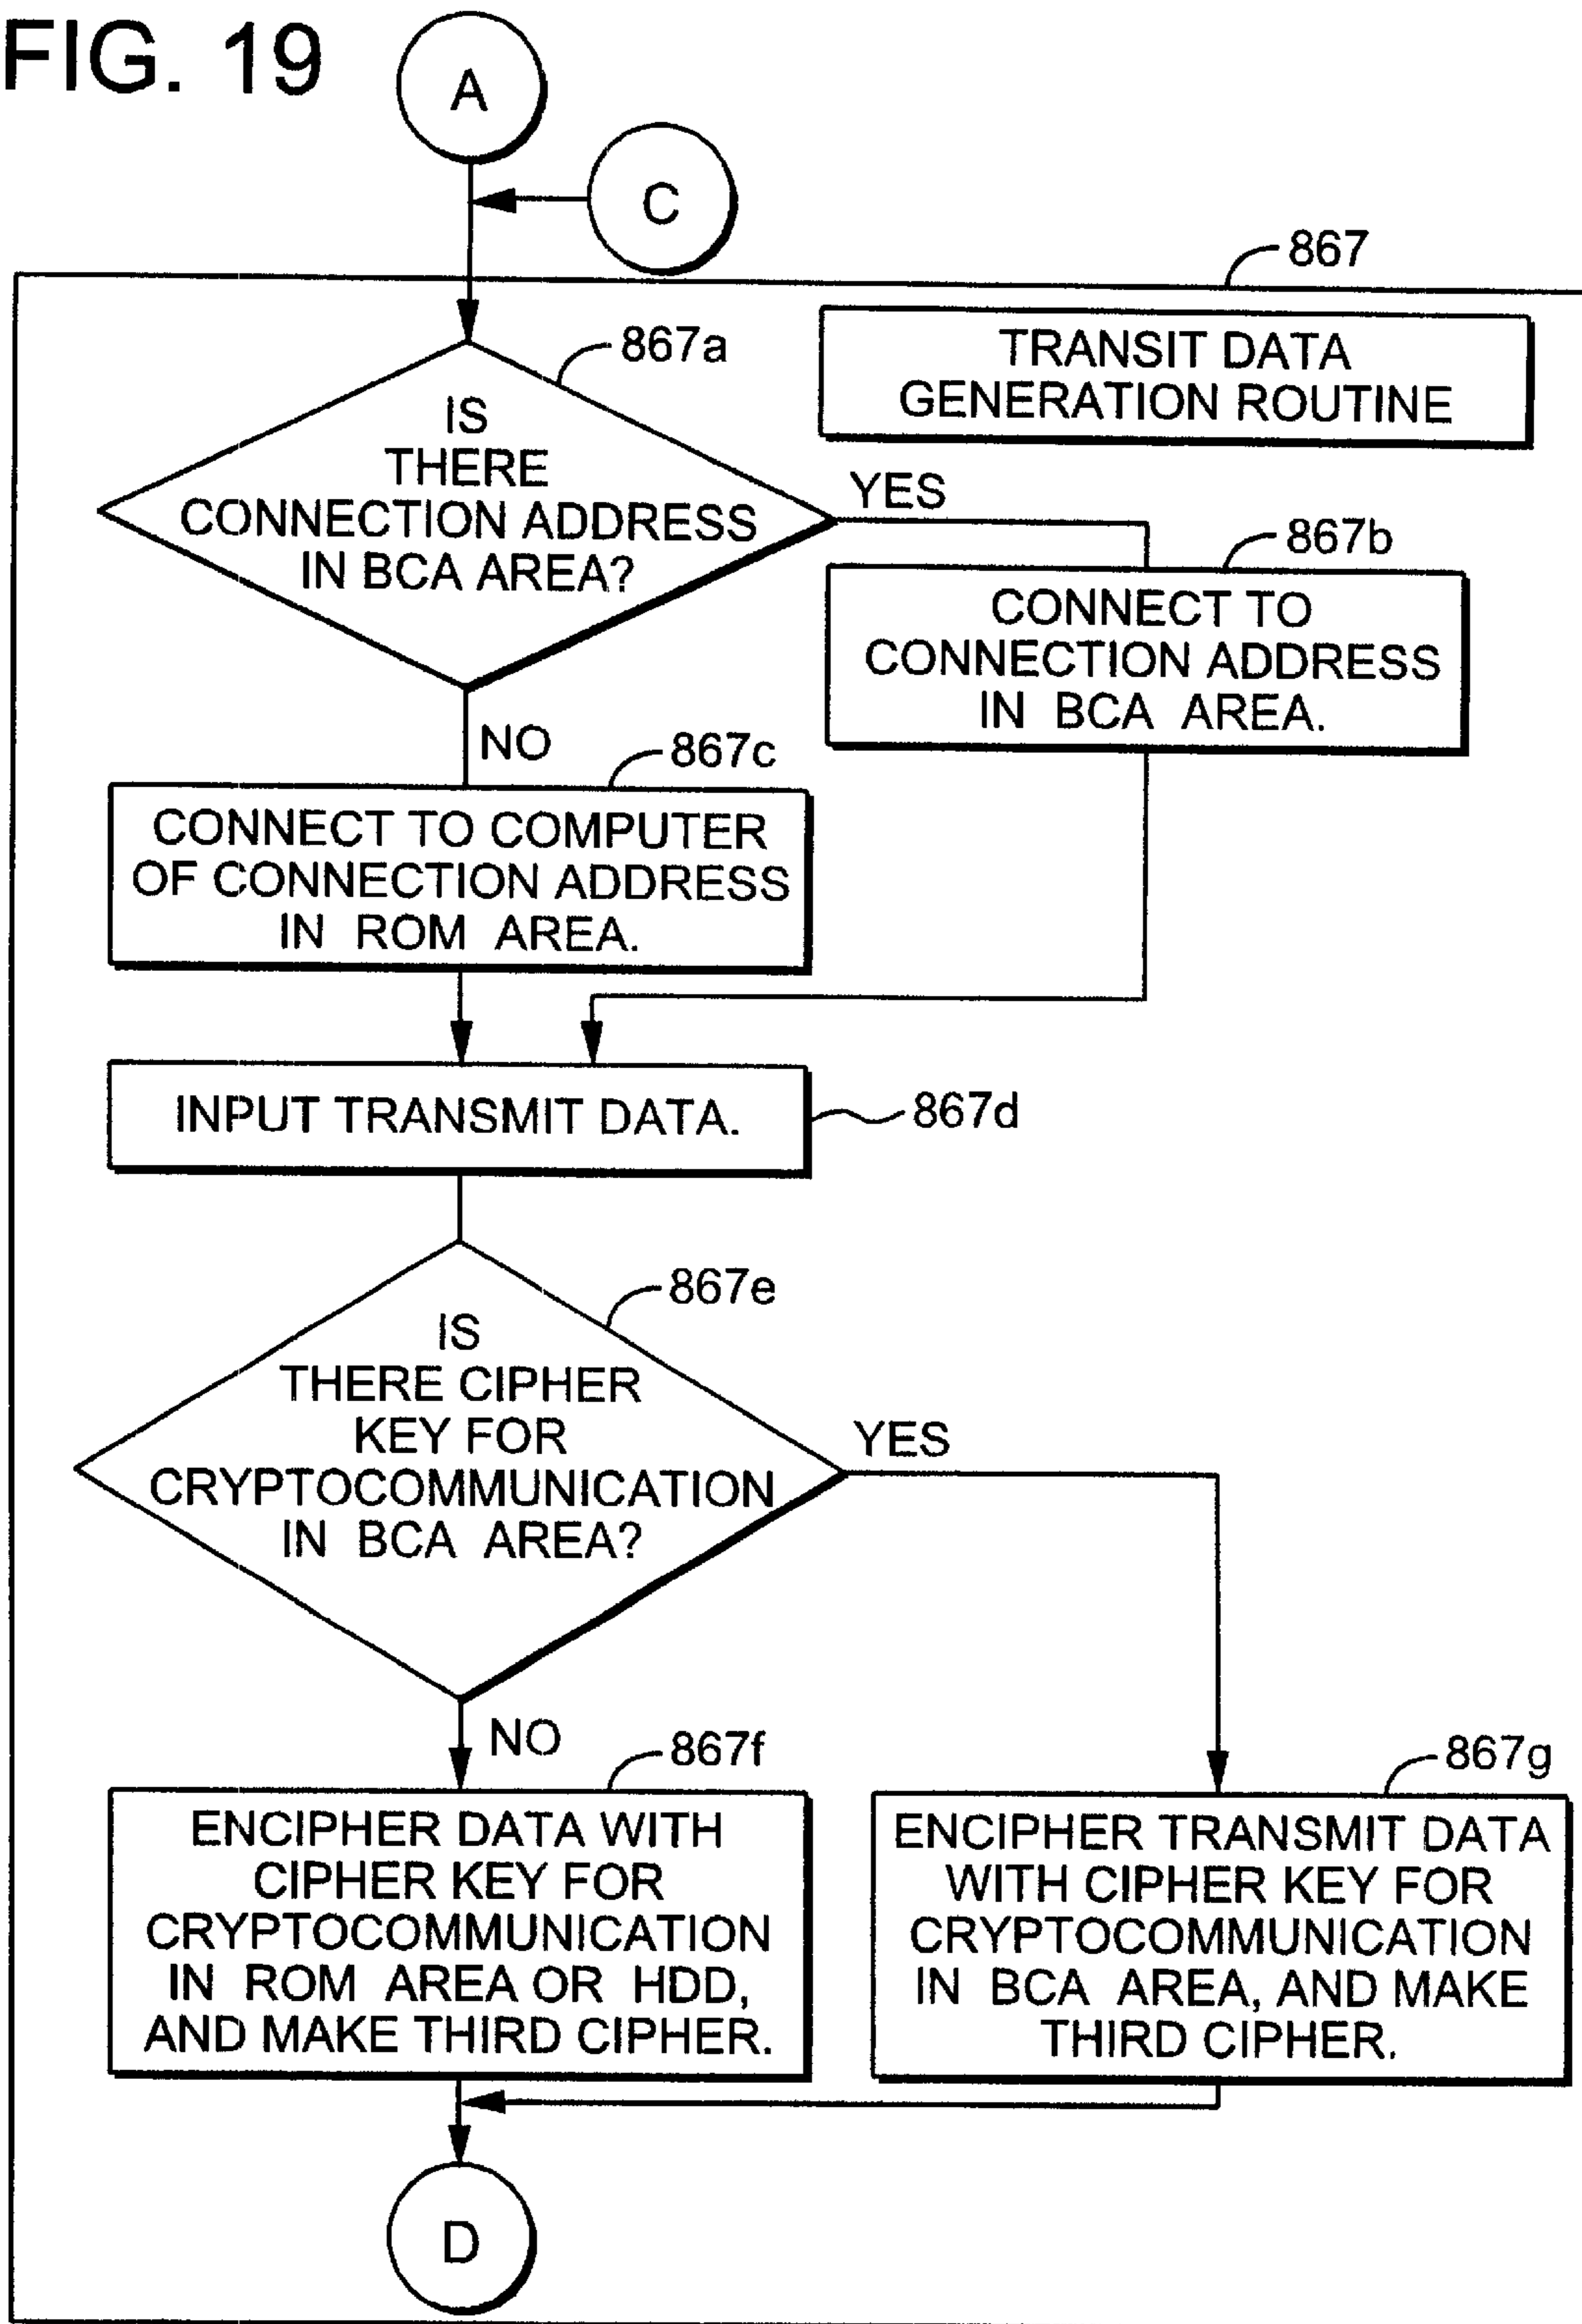 FIG. 19
A
C
867
TRANSIT DATA
GENERATION ROUTINE
867a
IS
THERE
CONNECTION ADDRESS
IN BCA AREA?
YES
867b
CONNECT TO
CONNECTION ADDRESS
IN BCA AREA.
NO
867c
CONNECT TO COMPUTER
OF CONNECTION ADDRESS
IN ROM AREA.
INPUT TRANSMIT DATA.
867d
867e
IS
THERE CIPHER
KEY FOR
CRYPTOCOMMUNICATION
IN BCA AREA?
YES
NO
867f
ENCIPHER DATA WITH
CIPHER KEY FOR
CRYPTOCOMMUNICATION
IN ROM AREA OR HDD,
AND MAKE THIRD CIPHER.
867g
ENCIPHER TRANSMIT DATA
WITH CIPHER KEY FOR
CRYPTOCOMMUNICATION
IN BCA AREA, AND MAKE
THIRD CIPHER.
D